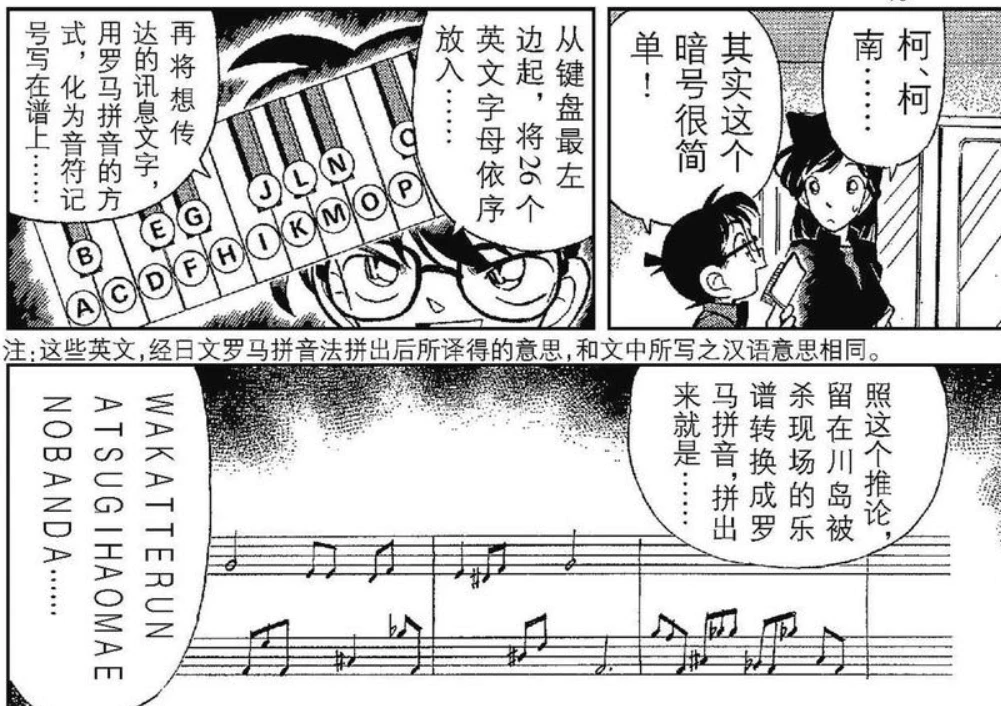 柯、柯
南……
其实这个
暗号很简
单！
从键盘最左
边起，将26个
英文字母依序
放入……
再将想传
达的讯息文字，
用罗马拼音的方
式，化为音符记
号写在谱上……
B E G J L N
A C D F H I K M O P
注:这些英文,经日文罗马拼音法拼出后所译得的意思,和文中所写之汉语意思相同。
照这个推论，
留在川岛被
杀现场的乐
谱转换成罗
马拼音，拼出
来就是……
WAKATTERUN
ATSUGIHAOMAE
NOBANDA……